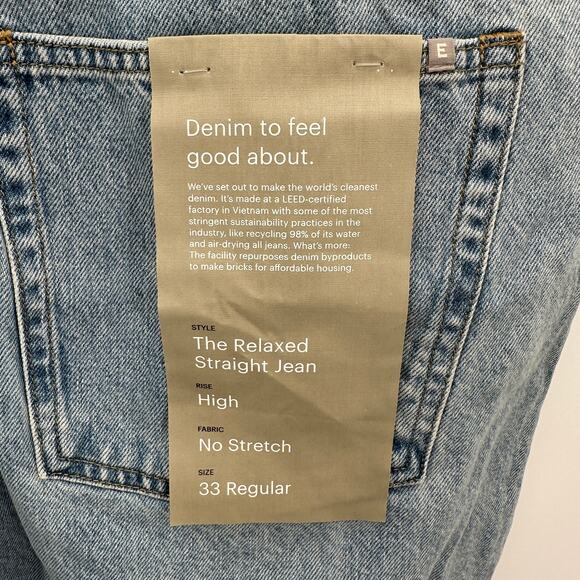 E
Denim to feel
good about.
We've set out to make the world's cleanest
denim. It's made at a LEED-certified
factory in Vietnam with some of the most
stringent sustainability practices in the
industry, like recycling 98% of its water
and air-drying all jeans. What's more:
The facility repurposes denim byproducts
to make bricks for affordable housing.
STYLE
The Relaxed
Straight Jean
RISE
High
FABRIC
No Stretch
SIZE
33 Regular